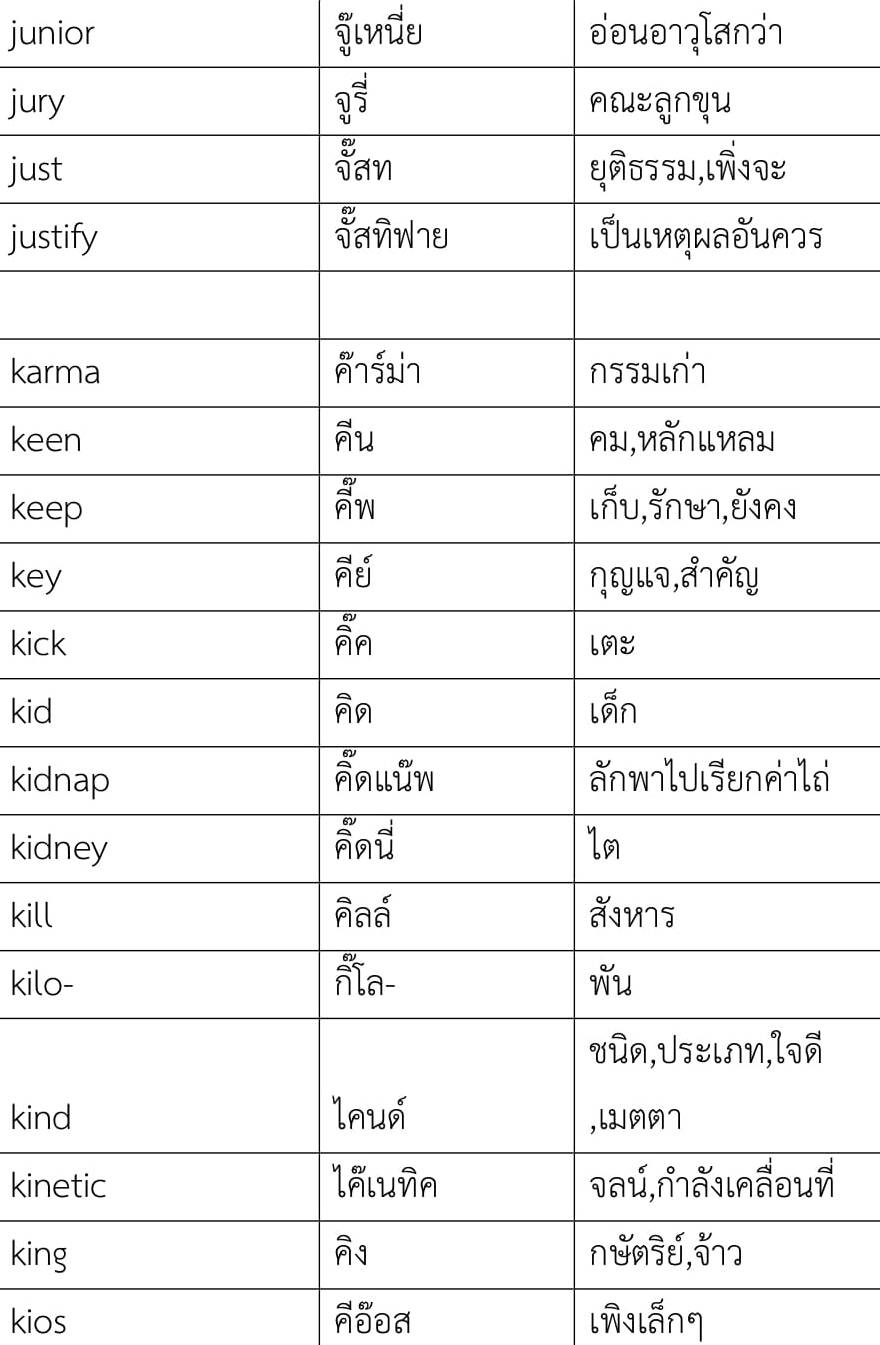 junior จู๊เหนี่ย อ่อนอาวุโสกว่า
jury จูรี่ คณะลูกขุน
just จั๊สท ยุติธรรม,เพิ่งจะ
justify จั๊สทิฟาย เป็นเหตุผลอันควร
karma ค๊าร์ม่า กรรมเก่า
keen คีน คม,หลักแหลม
keep คี๊พ เก็บ,รักษา,ยังคง
key คีย์ กุญแจ,สำคัญ
kick คิ๊ค เตะ
kid คิด เด็ก
kidnap คิ๊ดแน๊พ ลักพาไปเรียกค่าไถ่
kidney คิ๊ดนี่ ไต
kill คิลล์ สังหาร
kilo- กิ๊โล- พัน
ชนิด,ประเภท,ใจดี
kind ไคนด์ ,เมตตา
kinetic ไค๊เนทิค จลน์,กำลังเคลื่อนที่
king คิง กษัตริย์,จ้าว
kios คีอ๊อส เพิงเล็กๆ